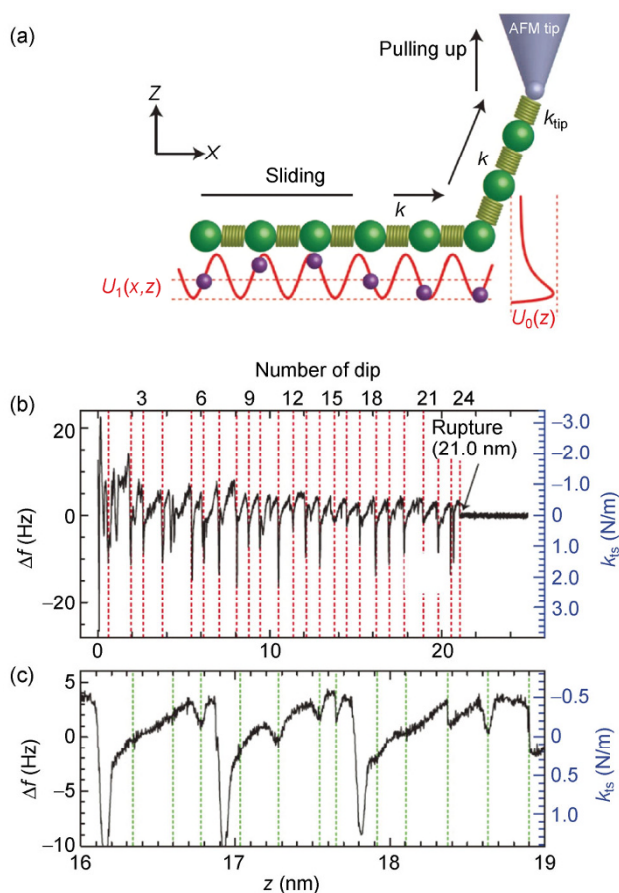 (a)
AFM tip
Pulling up
Z
X
k_tip
k
Sliding
k
U₁(x,z)
U₀(z)
Number of dip
3 6 9 12 15 18 21 24
(b)
Rupture
(21.0 nm)
20
0
−20
Δf (Hz)
−3.0
−2.0
−1.0
0
1.0
2.0
3.0
k_ts (N/m)
0 10 20
(c)
5
0
−5
−10
Δf (Hz)
−0.5
0
0.5
1.0
k_ts (N/m)
16 17 18 19
z (nm)